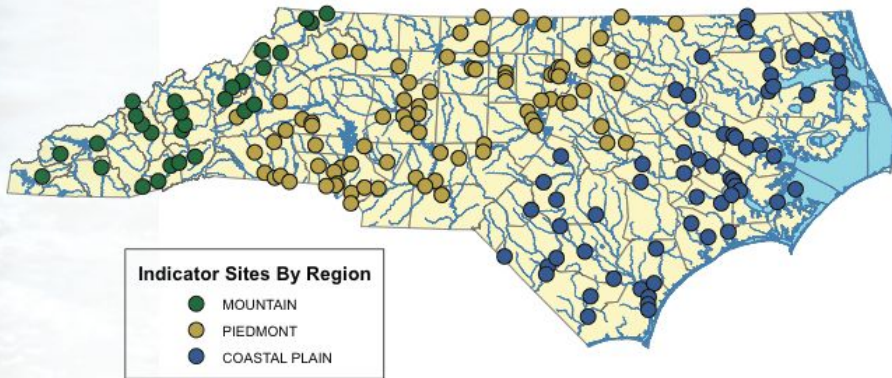 Indicator Sites By Region
MOUNTAIN
PIEDMONT
COASTAL PLAIN